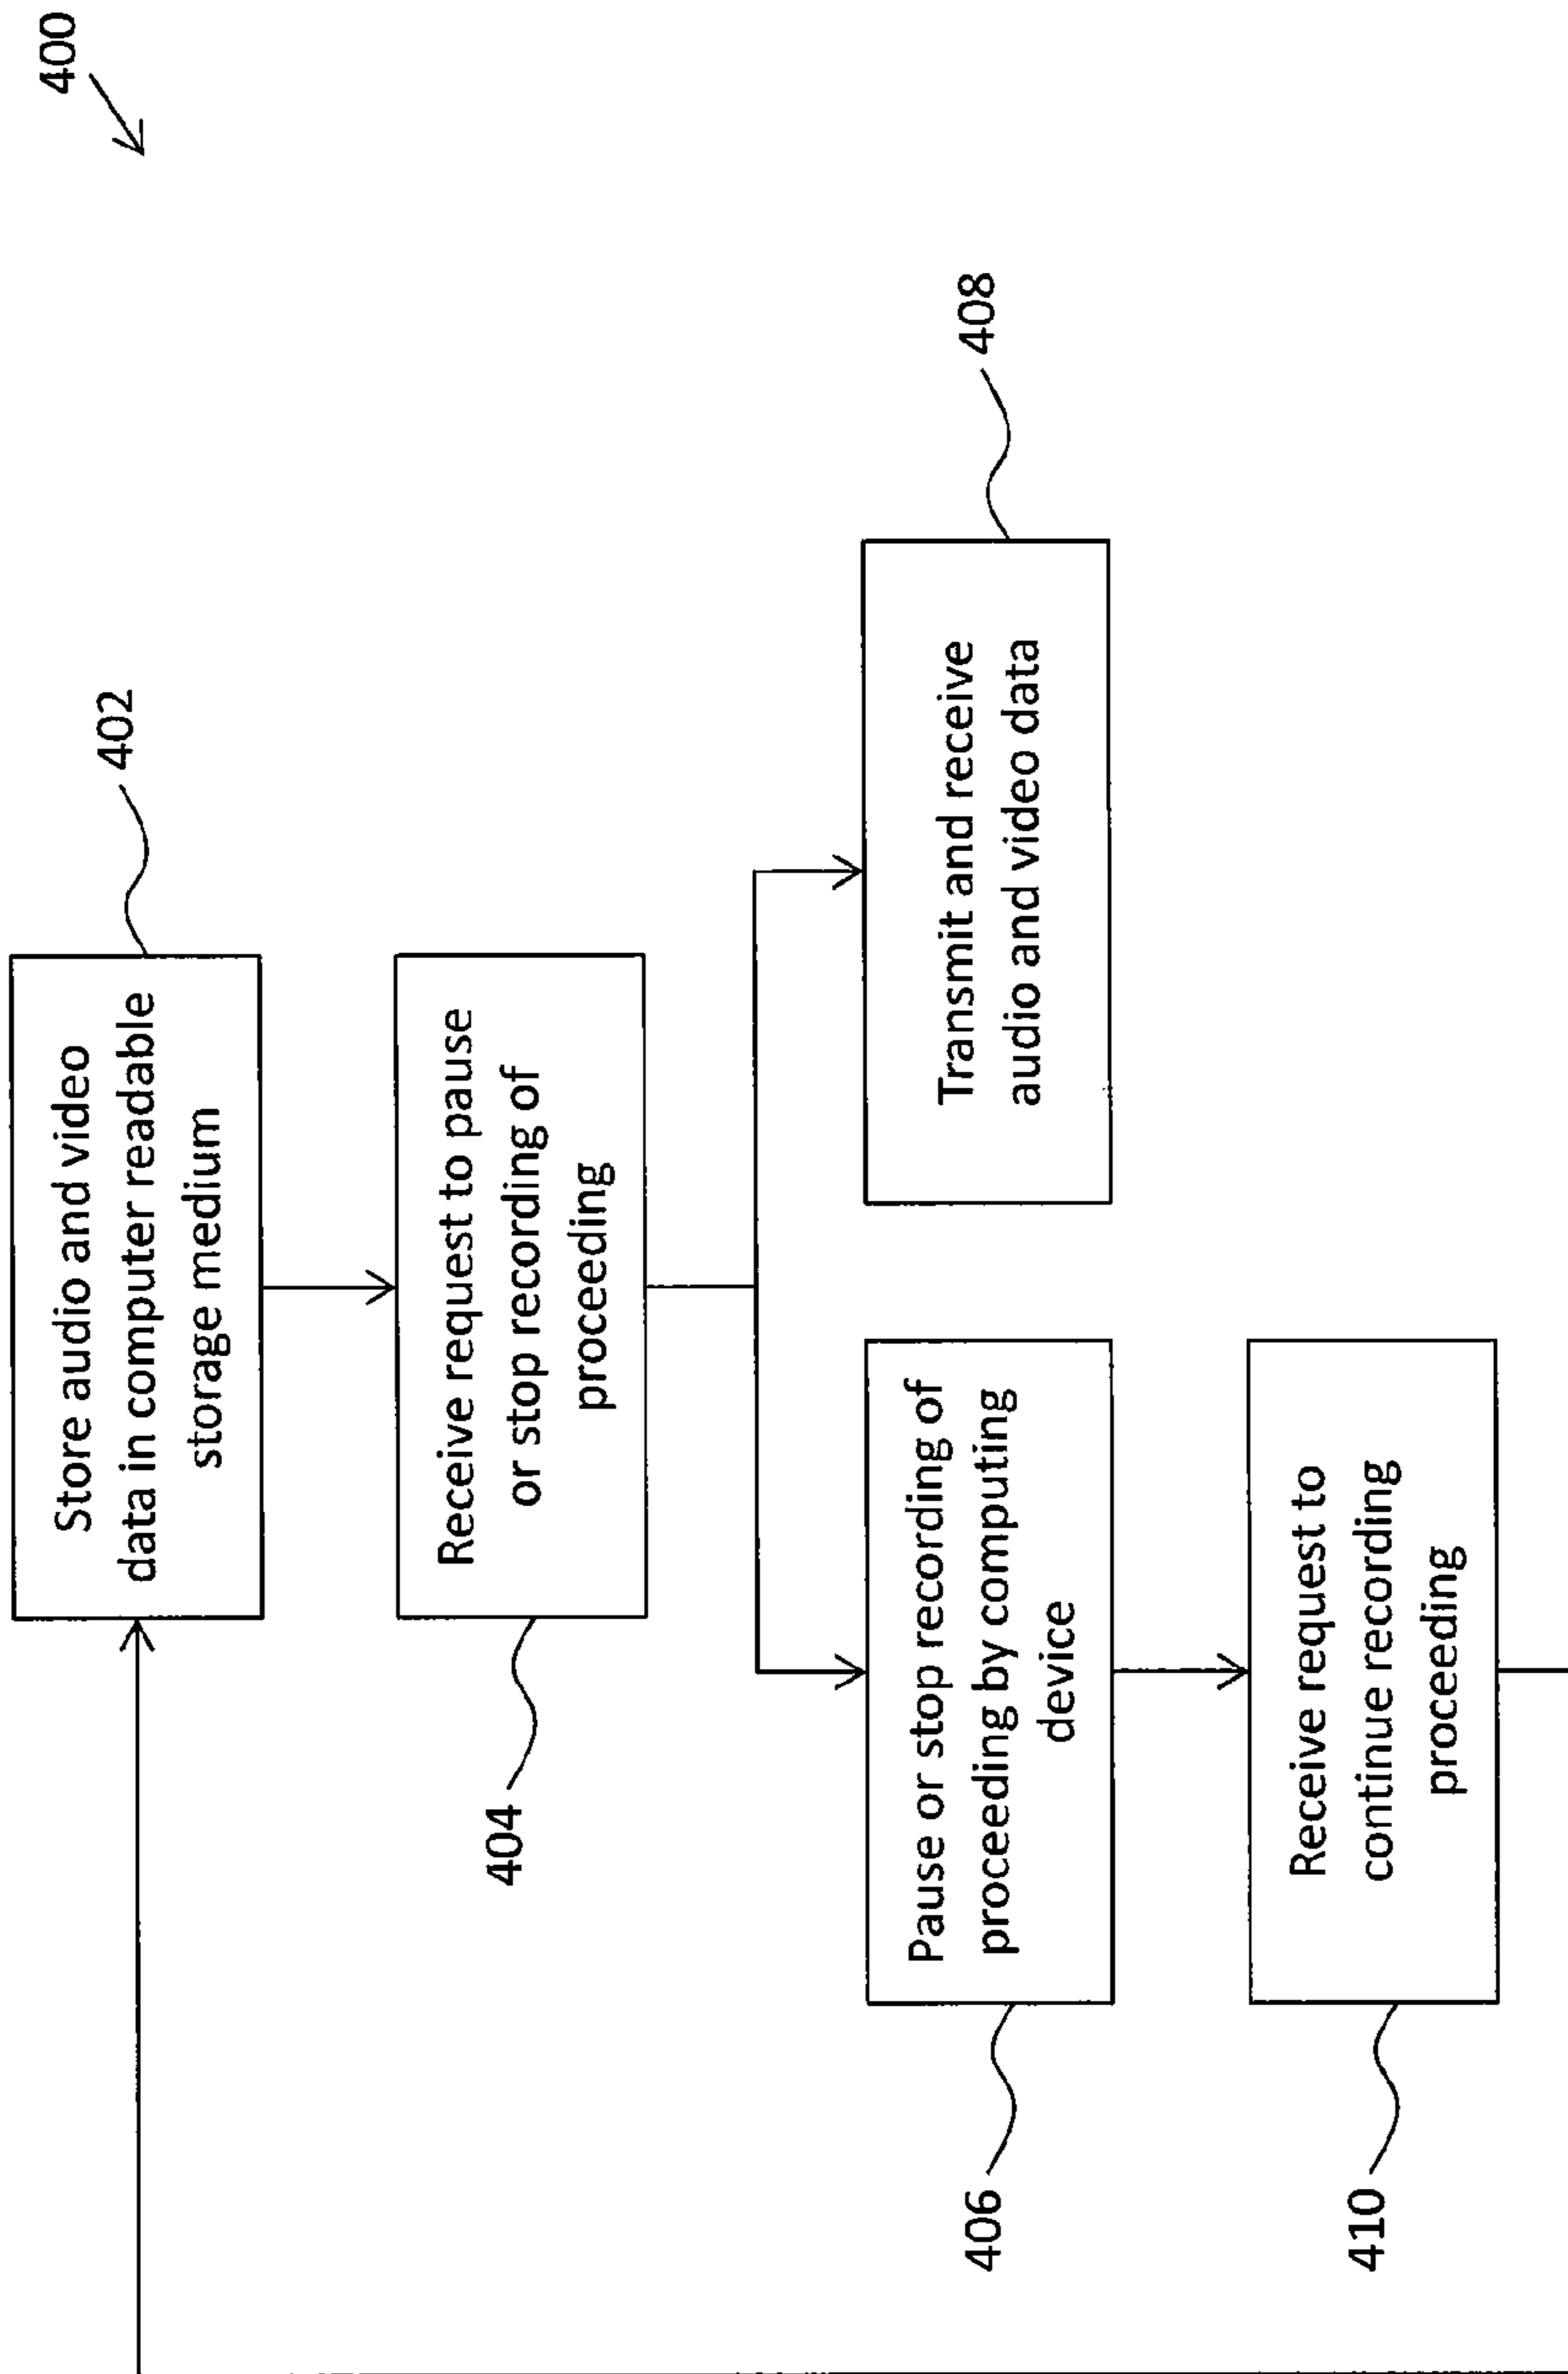 400
Store audio and video
data in computer readable
storage medium
402
Receive request to pause
or stop recording of
proceeding
404
Pause or stop recording of
proceeding by computing
device
406
Transmit and receive
audio and video data
408
Receive request to
continue recording
proceeding
410